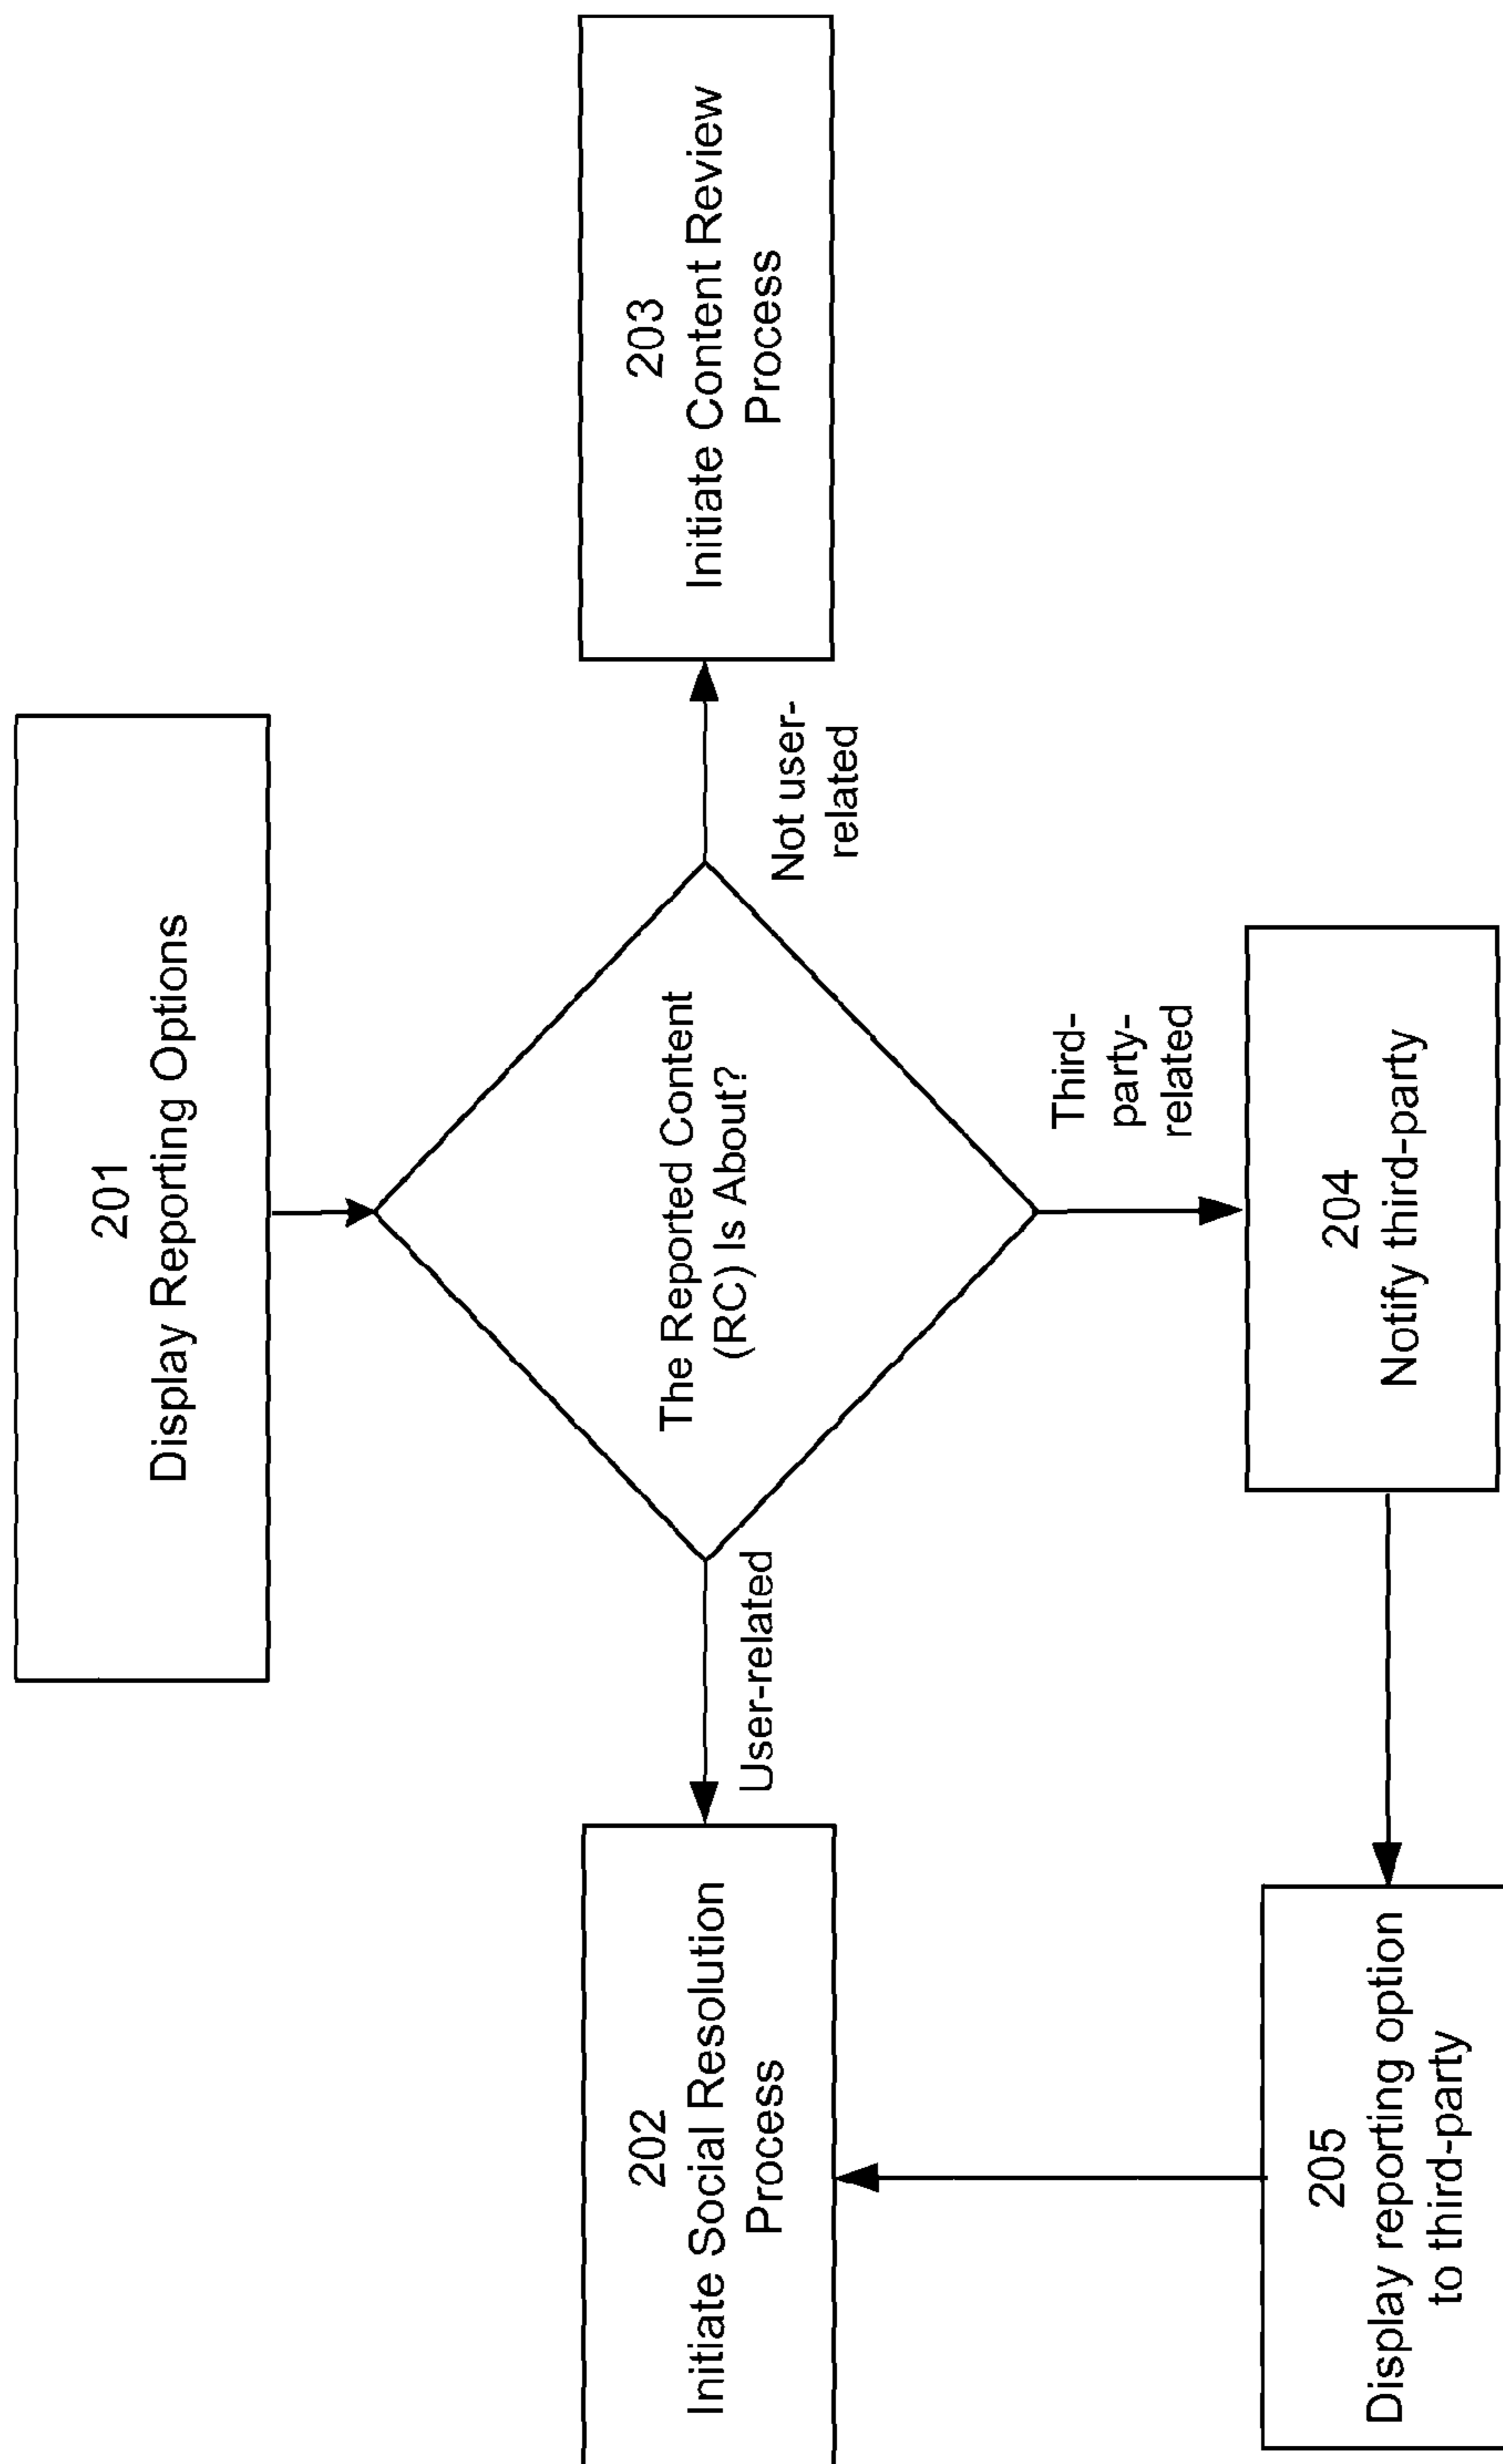 201
Display Reporting Options
The Reported Content
(RC) Is About?
User-related
Not user-
related
202
Initiate Social Resolution
Process
203
Initiate Content Review
Process
Third-
party-
related
205
Display reporting option
to third-party
204
Notify third-party